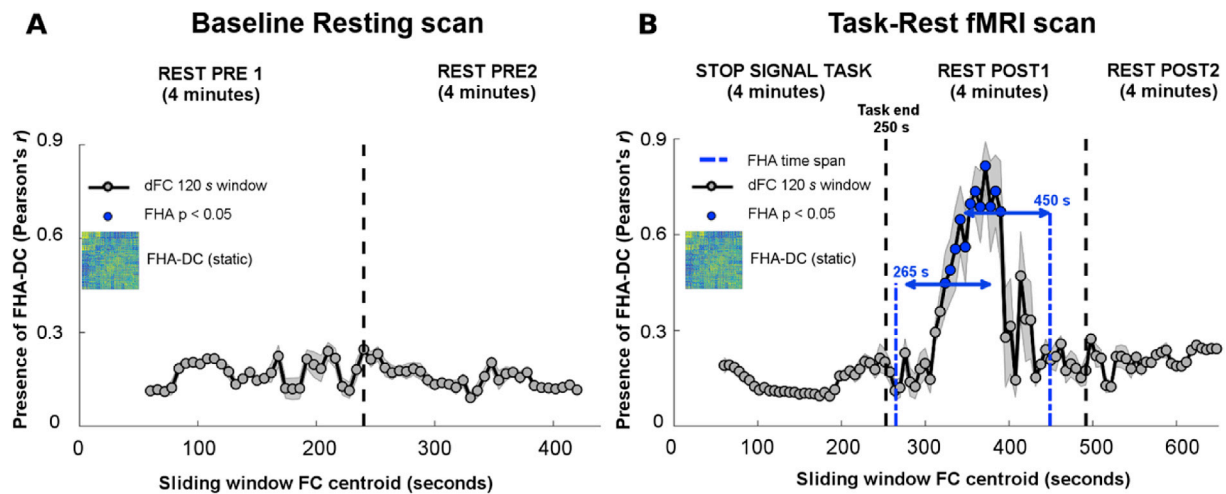 A
Baseline Resting scan
REST PRE 1
(4 minutes)
REST PRE2
(4 minutes)
Presence of FHA-DC (Pearson's r)
0.9
0.6
0.3
0
dFC 120 s window
FHA p < 0.05
FHA-DC (static)
0
100
200
300
400
Sliding window FC centroid (seconds)
B
Task-Rest fMRI scan
STOP SIGNAL TASK
(4 minutes)
REST POST1
(4 minutes)
REST POST2
(4 minutes)
Task end
250 s
Presence of FHA-DC (Pearson's r)
0.9
0.6
0.3
0
FHA time span
dFC 120 s window
FHA p < 0.05
FHA-DC (static)
450 s
265 s
0
100
200
300
400
500
600
Sliding window FC centroid (seconds)